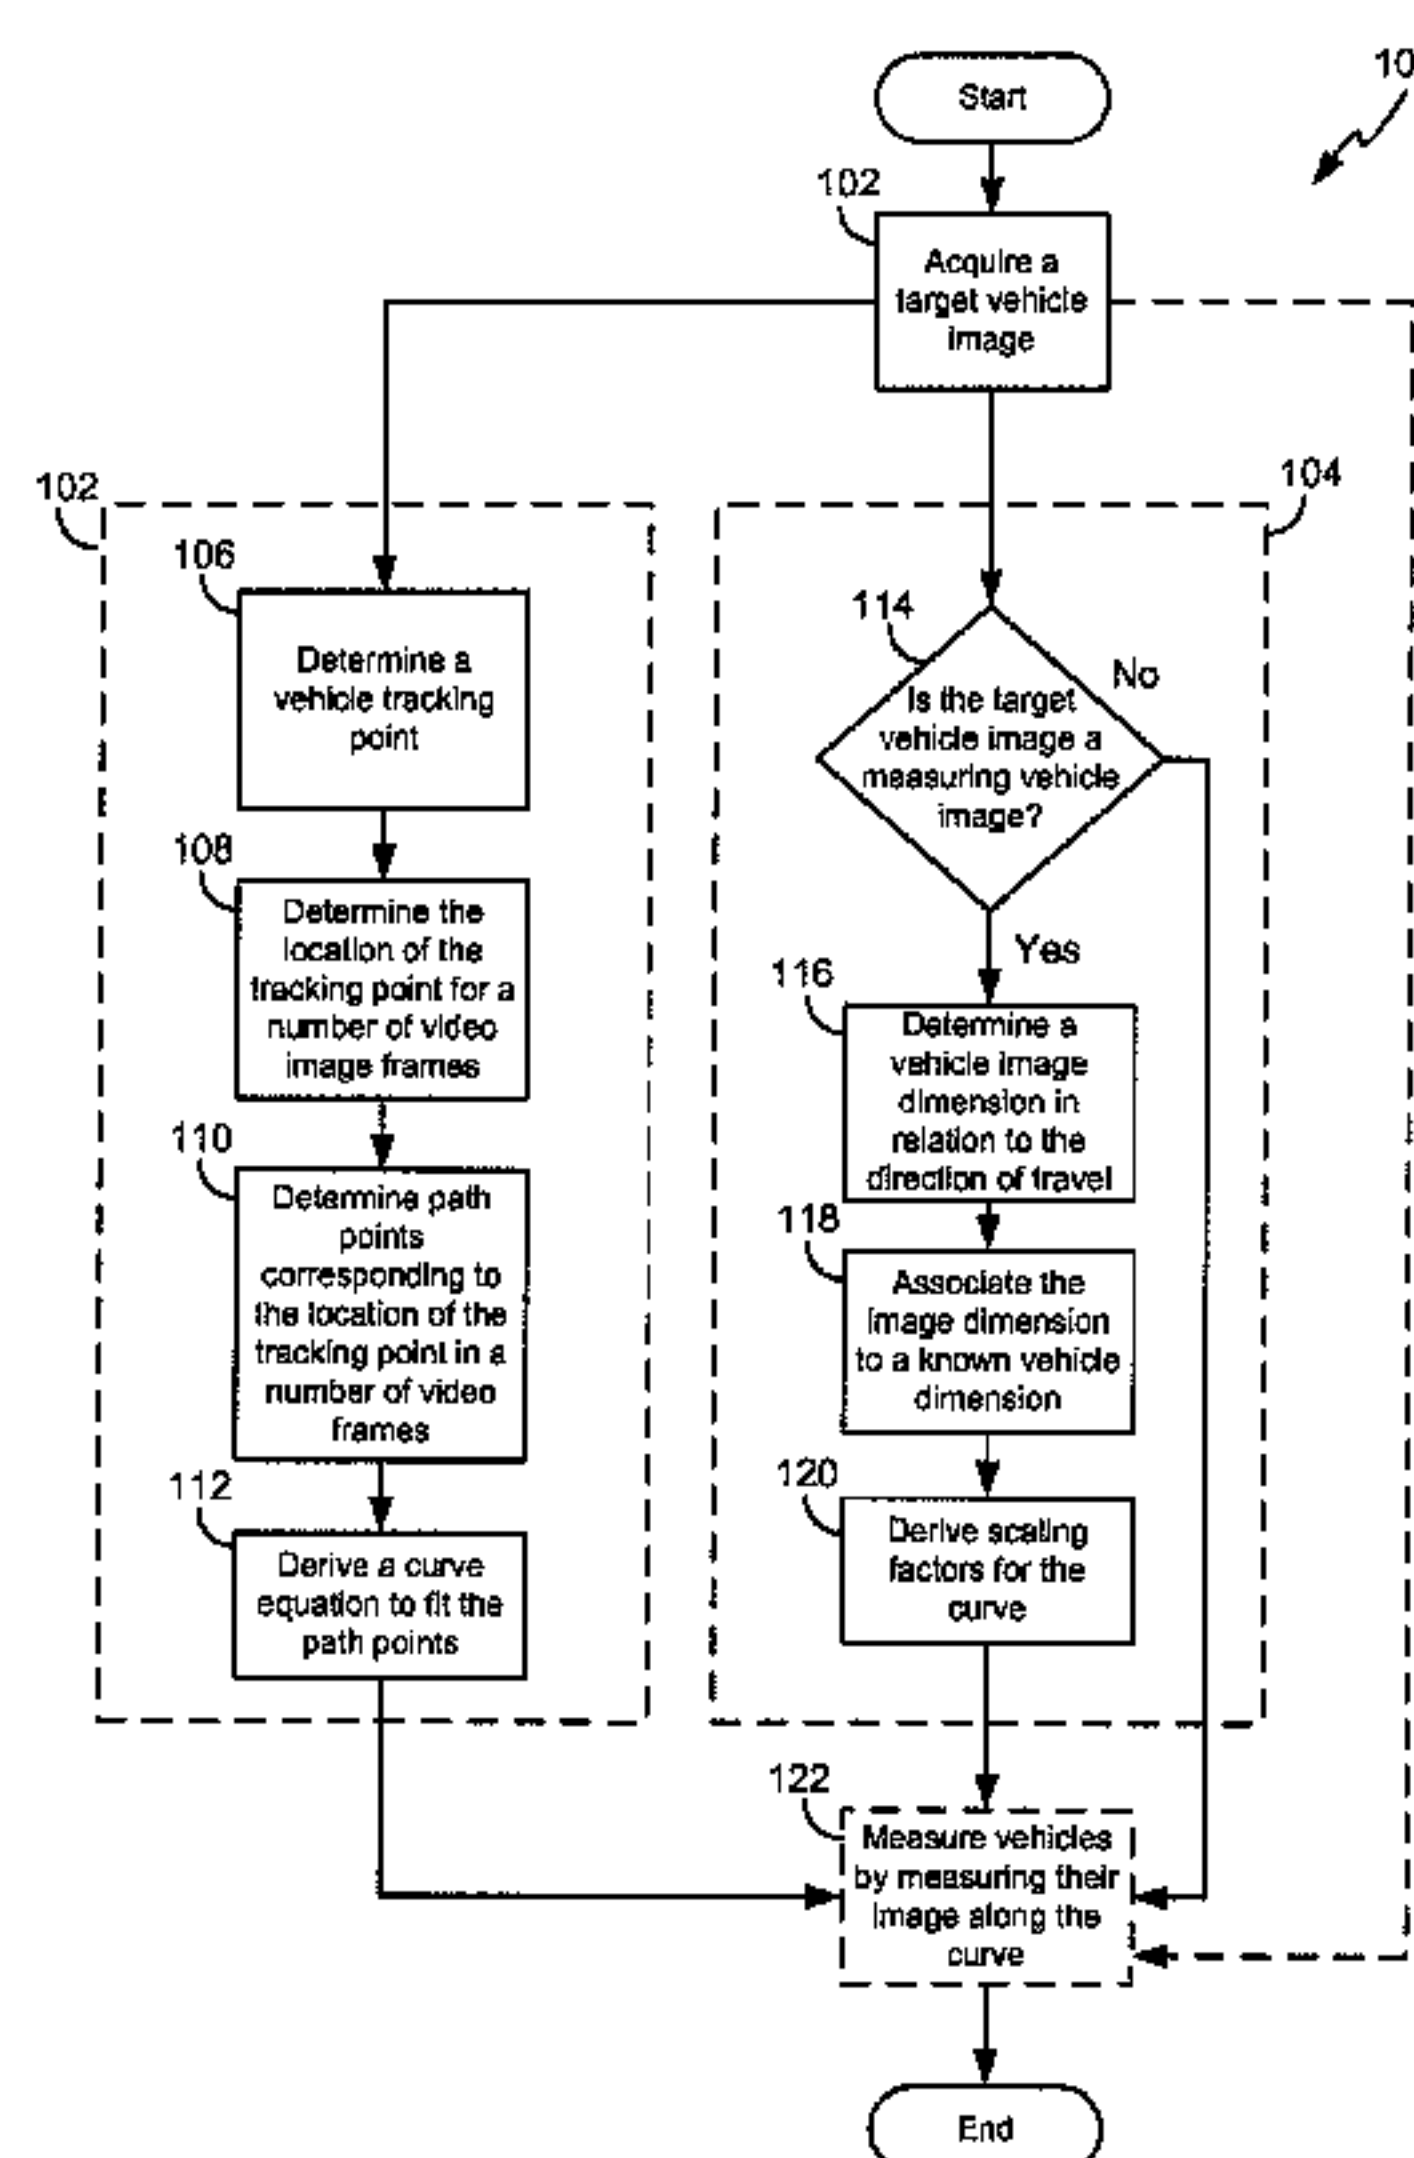 Start
10
102
Acquire a
target vehicle
image
102
104
106
Determine a
vehicle tracking
point
108
Determine the
location of the
tracking point for a
number of video
image frames
110
Determine path
points
corresponding to
the location of the
tracking point in a
number of video
frames
112
Derive a curve
equation to fit the
path points
114
No
Is the target
vehicle image a
measuring vehicle
image?
Yes
116
Determine a
vehicle image
dimension in
relation to the
direction of travel
118
Associate the
image dimension
to a known vehicle
dimension
120
Derive scaling
factors for the
curve
122
Measure vehicles
by measuring their
image along the
curve
End